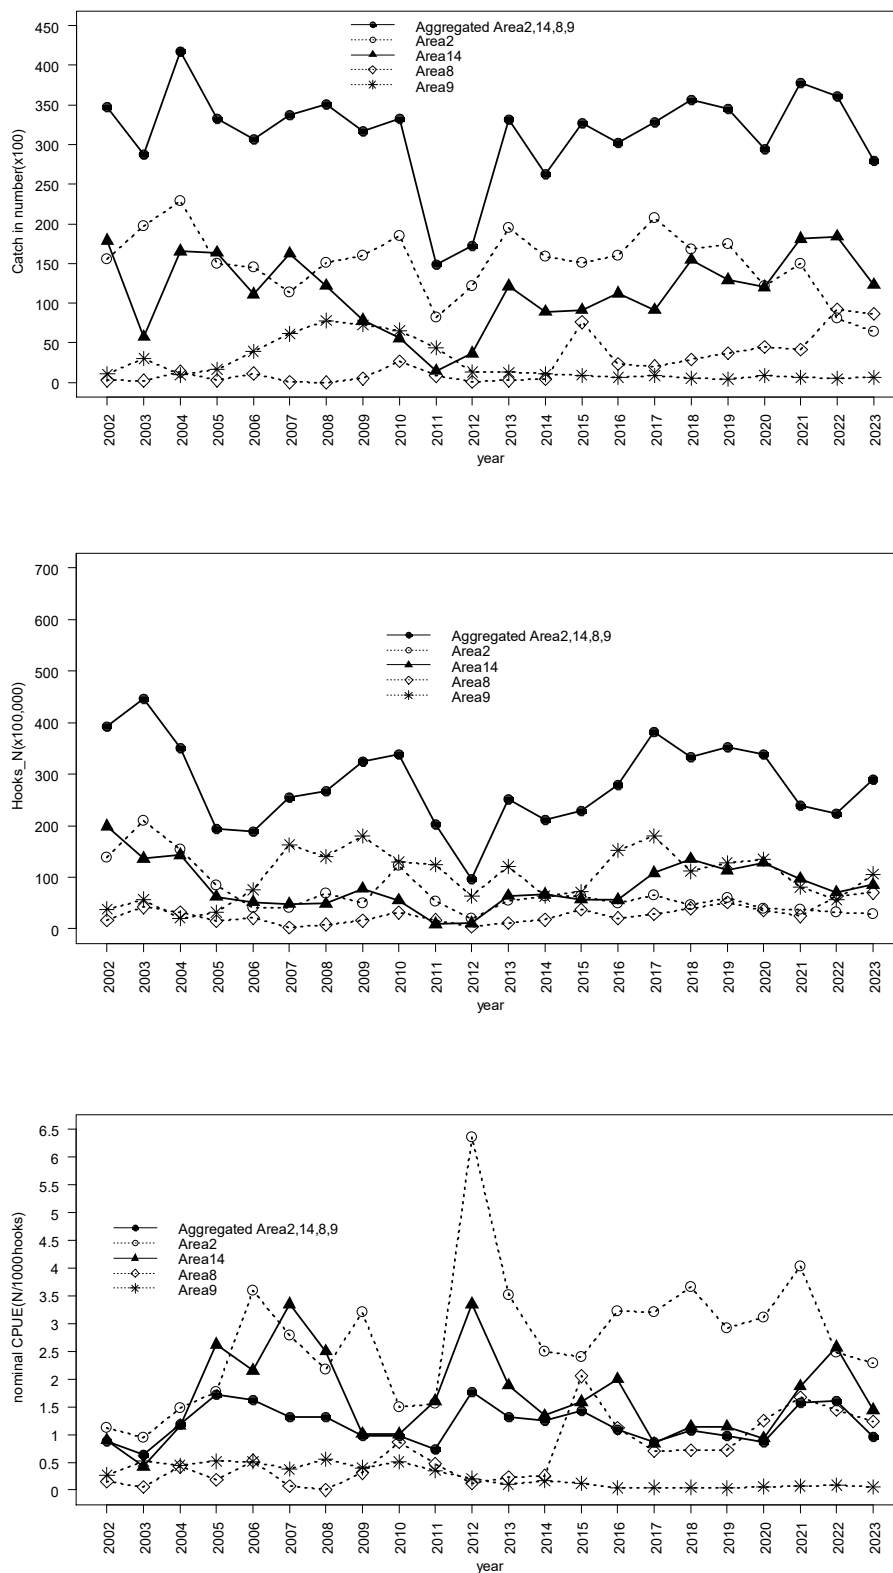 450
400
350
300
250
200
150
100
50
0
Catch in number(x100)
Aggregated Area2,14,8,9
Area2
Area14
Area8
Area9
2002 2003 2004 2005 2006 2007 2008 2009 2010 2011 2012 2013 2014 2015 2016 2017 2018 2019 2020 2021 2022 2023
year
700
600
500
400
300
200
100
0
Hooks_N(x100,000)
Aggregated Area2,14,8,9
Area2
Area14
Area8
Area9
2002 2003 2004 2005 2006 2007 2008 2009 2010 2011 2012 2013 2014 2015 2016 2017 2018 2019 2020 2021 2022 2023
year
6.5
6
5.5
5
4.5
4
3.5
3
2.5
2
1.5
1
0.5
0
nominal CPUE(N/1000hooks)
Aggregated Area2,14,8,9
Area2
Area14
Area8
Area9
2002 2003 2004 2005 2006 2007 2008 2009 2010 2011 2012 2013 2014 2015 2016 2017 2018 2019 2020 2021 2022 2023
year